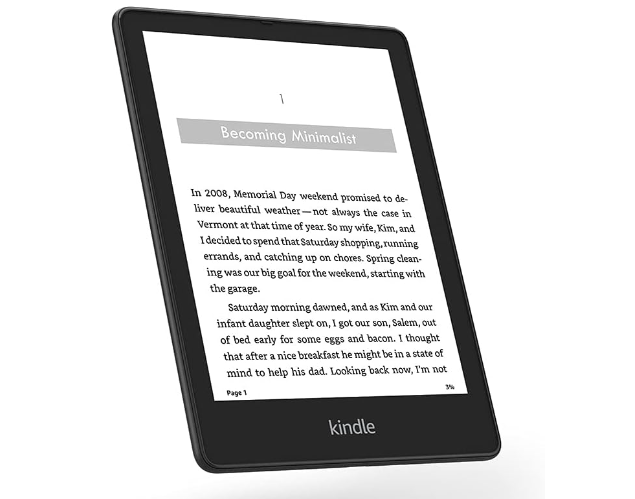 1
Becoming Minimalist
In 2008, Memorial Day weekend promised to de-
liver beautiful weather—not always the case in
Vermont at that time of year. So my wife, Kim, and
I decided to spend that Saturday shopping, running
errands, and catching up on chores. Spring clean-
ing was our big goal for the weekend, starting with
the garage.
Saturday morning dawned, and as Kim and our
infant daughter slept on, I got our son, Salem, out
of bed early for some eggs and bacon. I thought
that after a nice breakfast he might be in a state of
mind to help his dad. Looking back now, I'm not
Page 1 3%
kindle